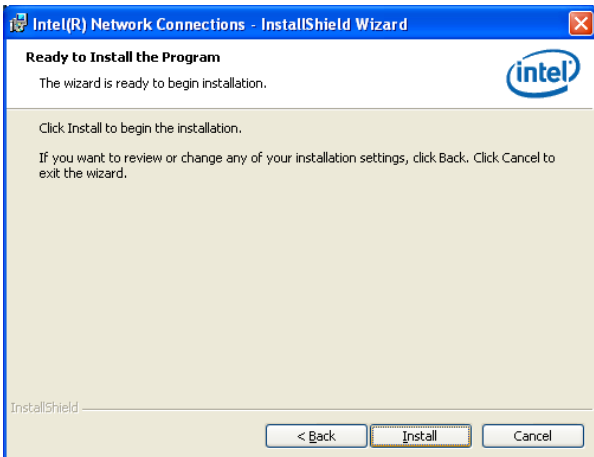 Intel(R) Network Connections - InstallShield Wizard
Ready to Install the Program
The wizard is ready to begin installation.
intel
Click Install to begin the installation.
If you want to review or change any of your installation settings, click Back. Click Cancel to
exit the wizard.
InstallShield
< Back
Install
Cancel